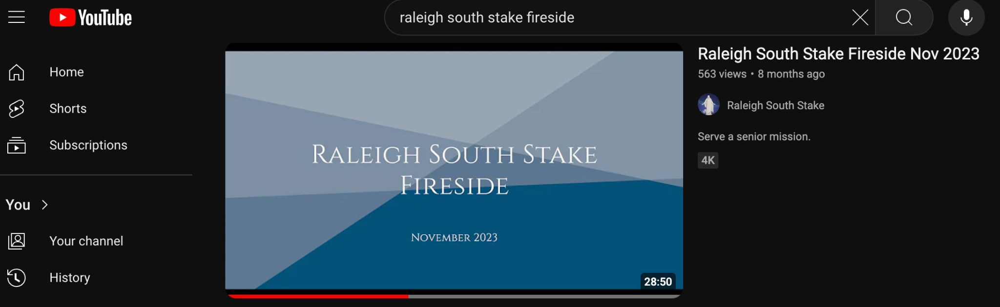 YouTube
raleigh south stake fireside
Home
Shorts
Subscriptions
You
Your channel
History
Raleigh South Stake
Fireside
November 2023
28:50
Raleigh South Stake Fireside Nov 2023
563 views • 8 months ago
Raleigh South Stake
Serve a senior mission.
4K